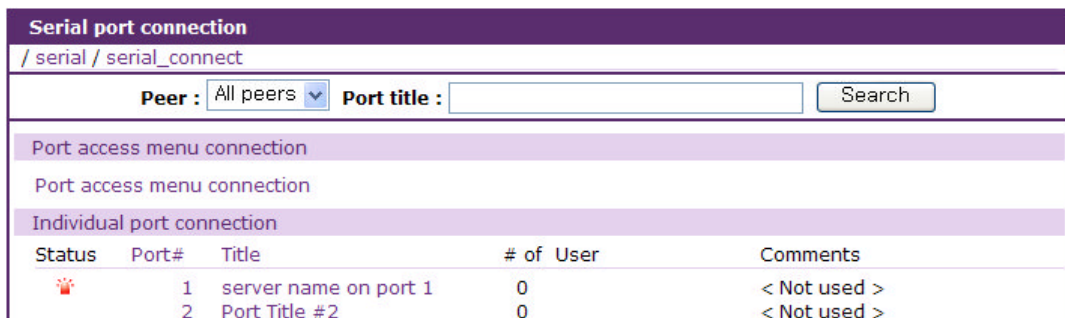 Serial port connection
/ serial / serial_connect
Peer : All peers Port title : Search
Port access menu connection
Port access menu connection
Individual port connection
Status Port# Title # of User Comments
1 server name on port 1 0 < Not used >
2 Port Title #2 0 < Not used >